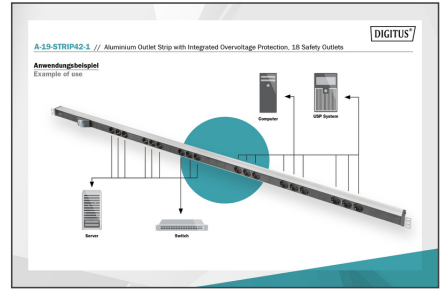 DIGITUS®
A-19-STRIP42-1 // Aluminium Outlet Strip with Integrated Overvoltage Protection, 18 Safety Outlets
Anwendungsbeispiel
Example of use
Computer
USP System
Server
Switch